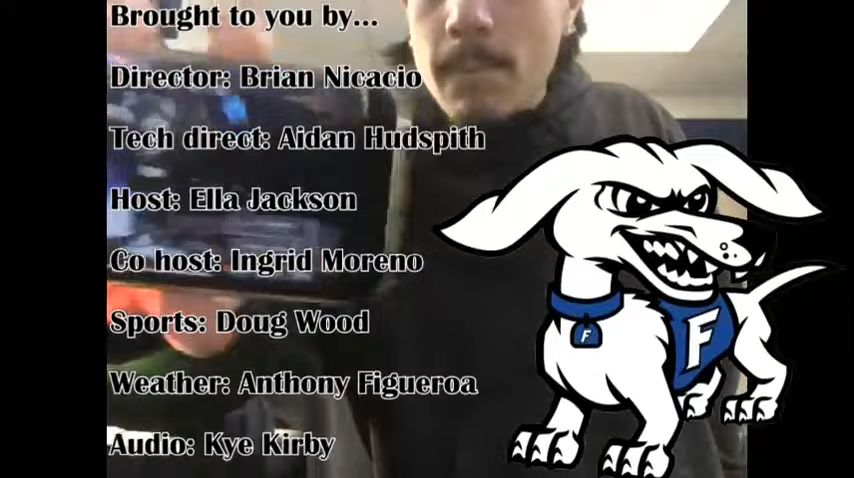 Brought to you by...
Director: Brian Nicacio
Tech direct: Aidan Hudspith
Host: Ella Jackson
Co host: Ingrid Moreno
Sports: Doug Wood
Weather: Anthony Figueroa
Audio: Kye Kirby
F
F